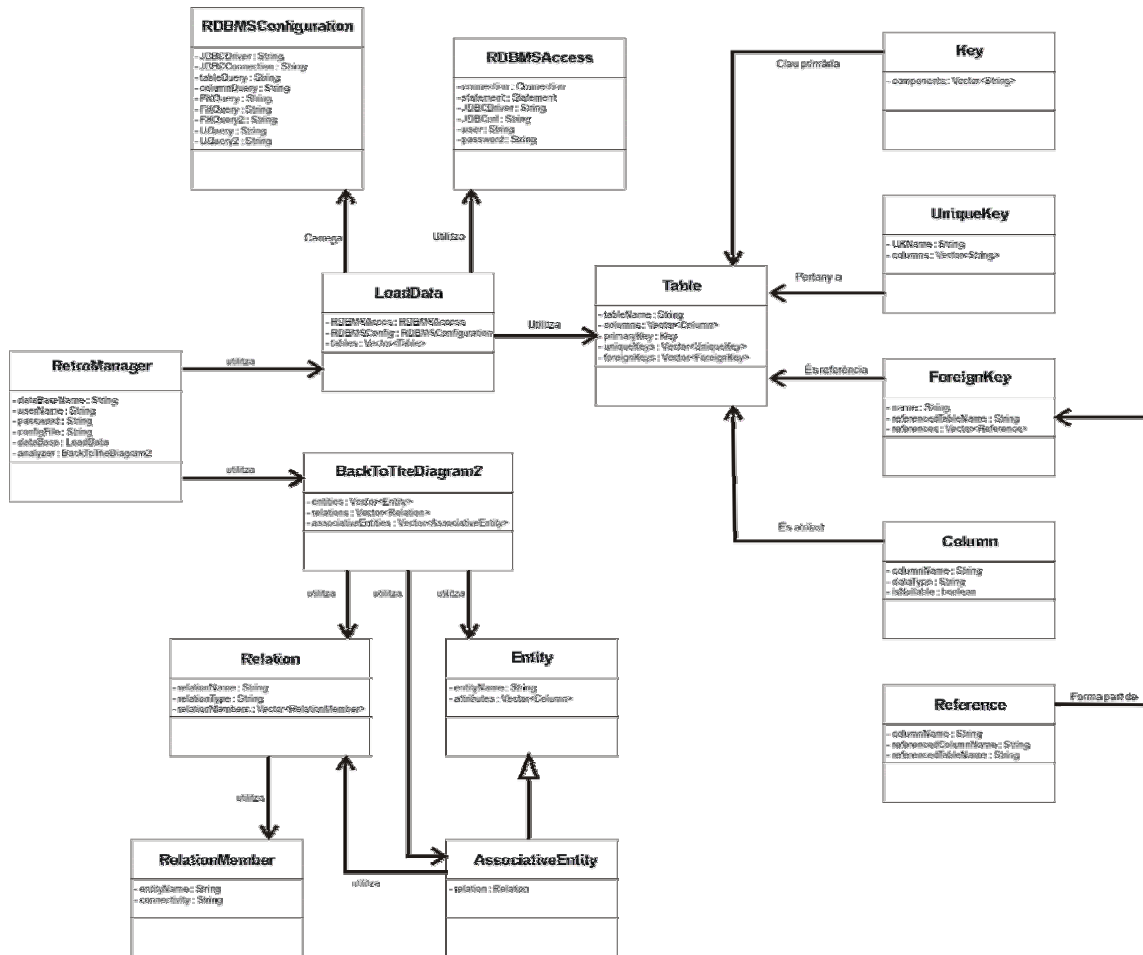 RDBMSConfiguration
- JDBCDriver : String
- JDBCConnection : String
- tableQuery : String
- columnQuery : String
- PKQuery : String
- FKQuery : String
- FKQuery2 : String
- UQuery : String
- UQuery2 : String
RDBMSAccess
- connection : Connection
- statement : Statement
- JDBCDriver : String
- JDBCurl : String
- user : String
- password : String
Key
- components : Vector<String>
Clau primària
UniqueKey
- UKName : String
- columns : Vector<String>
Pertany a
Carrega
Utilitza
LoadData
- RDBMSAcces : RDBMSAccess
- RDBMSConfig : RDBMSConfiguration
- tables : Vector<Table>
Utilitza
Table
- tableName : String
- columns : Vector<Column>
- primaryKey : Key
- uniqueKeys : Vector<UniqueKey>
- foreignKeys : Vector<ForeignKey>
RetroManager
- dataBaseName : String
- userName : String
- password : String
- configFile : String
- dataBase : LoadData
- analyzer : BackToTheDiagram2
utilitza
utilitza
És referència
ForeignKey
- name : String
- referencedTableName : String
- references : Vector<Reference>
BackToTheDiagram2
- entities : Vector<Entity>
- relations : Vector<Relation>
- associativeEntities : Vector<AssociativeEntity>
És atribut
Column
- columnName : String
- dataType : String
- isNullable : boolean
utilitza
utilitza
utilitza
Relation
- relationName : String
- relationType : String
- relationMembers : Vector<RelationMember>
Entity
- entityName : String
- attributes : Vector<Column>
Reference
- columnName : String
- referencedColumnName : String
- referencedTableName : String
Forma part de
utilitza
RelationMember
- entityName : String
- connectivity : String
utilitza
AssociativeEntity
- relation : Relation